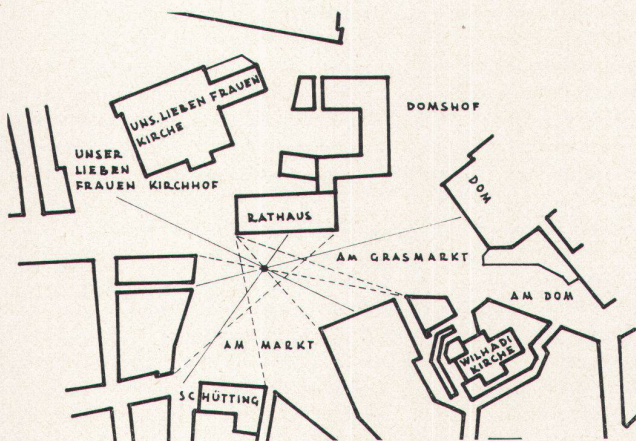 UNS. LIEBEN FRAUEN
KIRCHE
DOMSHOF
UNSER
LIEBEN
FRAUEN KIRCHHOF
DOM
RATHAUS
AM GRASMARKT
AM DOM
AM MARKT
WILHADI
KIRCHE
SCHÜTTING